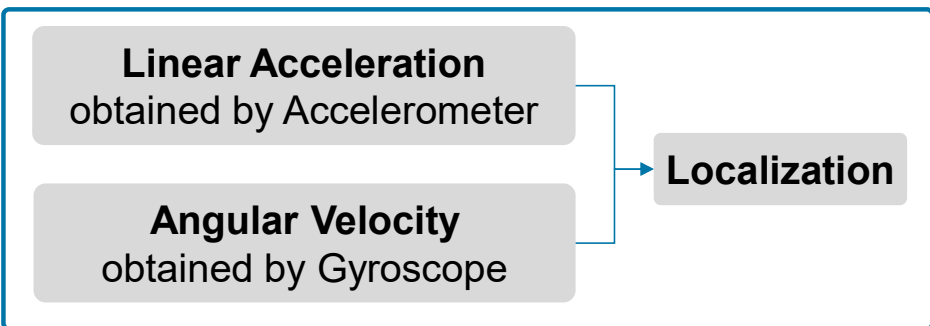 Linear Acceleration
obtained by Accelerometer
Localization
Angular Velocity
obtained by Gyroscope